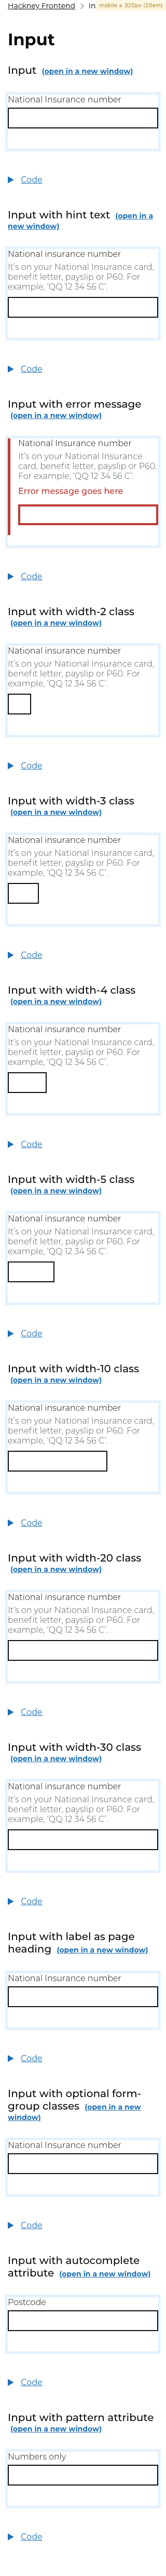 Hackney Frontend > In mobile ≥ 320px (20em)
Input
Input (open in a new window)
National Insurance number
Code
Input with hint text (open in a
new window)
National insurance number
It's on your National Insurance card,
benefit letter, payslip or P60. For
example, 'QQ 12 34 56 C'.
Code
Input with error message
(open in a new window)
National Insurance number
It's on your National Insurance
card, benefit letter, payslip or P60.
For example, 'QQ 12 34 56 C'.
Error message goes here
Code
Input with width-2 class
(open in a new window)
National insurance number
It's on your National Insurance card,
benefit letter, payslip or P60. For
example, 'QQ 12 34 56 C'.
Code
Input with width-3 class
(open in a new window)
National insurance number
It's on your National Insurance card,
benefit letter, payslip or P60. For
example, 'QQ 12 34 56 C'.
Code
Input with width-4 class
(open in a new window)
National insurance number
It's on your National Insurance card,
benefit letter, payslip or P60. For
example, 'QQ 12 34 56 C'.
Code
Input with width-5 class
(open in a new window)
National insurance number
It's on your National Insurance card,
benefit letter, payslip or P60. For
example, 'QQ 12 34 56 C'.
Code
Input with width-10 class
(open in a new window)
National insurance number
It's on your National Insurance card,
benefit letter, payslip or P60. For
example, 'QQ 12 34 56 C'.
Code
Input with width-20 class
(open in a new window)
National insurance number
It's on your National Insurance card,
benefit letter, payslip or P60. For
example, 'QQ 12 34 56 C'.
Code
Input with width-30 class
(open in a new window)
National insurance number
It's on your National Insurance card,
benefit letter, payslip or P60. For
example, 'QQ 12 34 56 C'.
Code
Input with label as page
heading (open in a new window)
National Insurance number
Code
Input with optional form-
group classes (open in a new
window)
National Insurance number
Code
Input with autocomplete
attribute (open in a new window)
Postcode
Code
Input with pattern attribute
(open in a new window)
Numbers only
Code